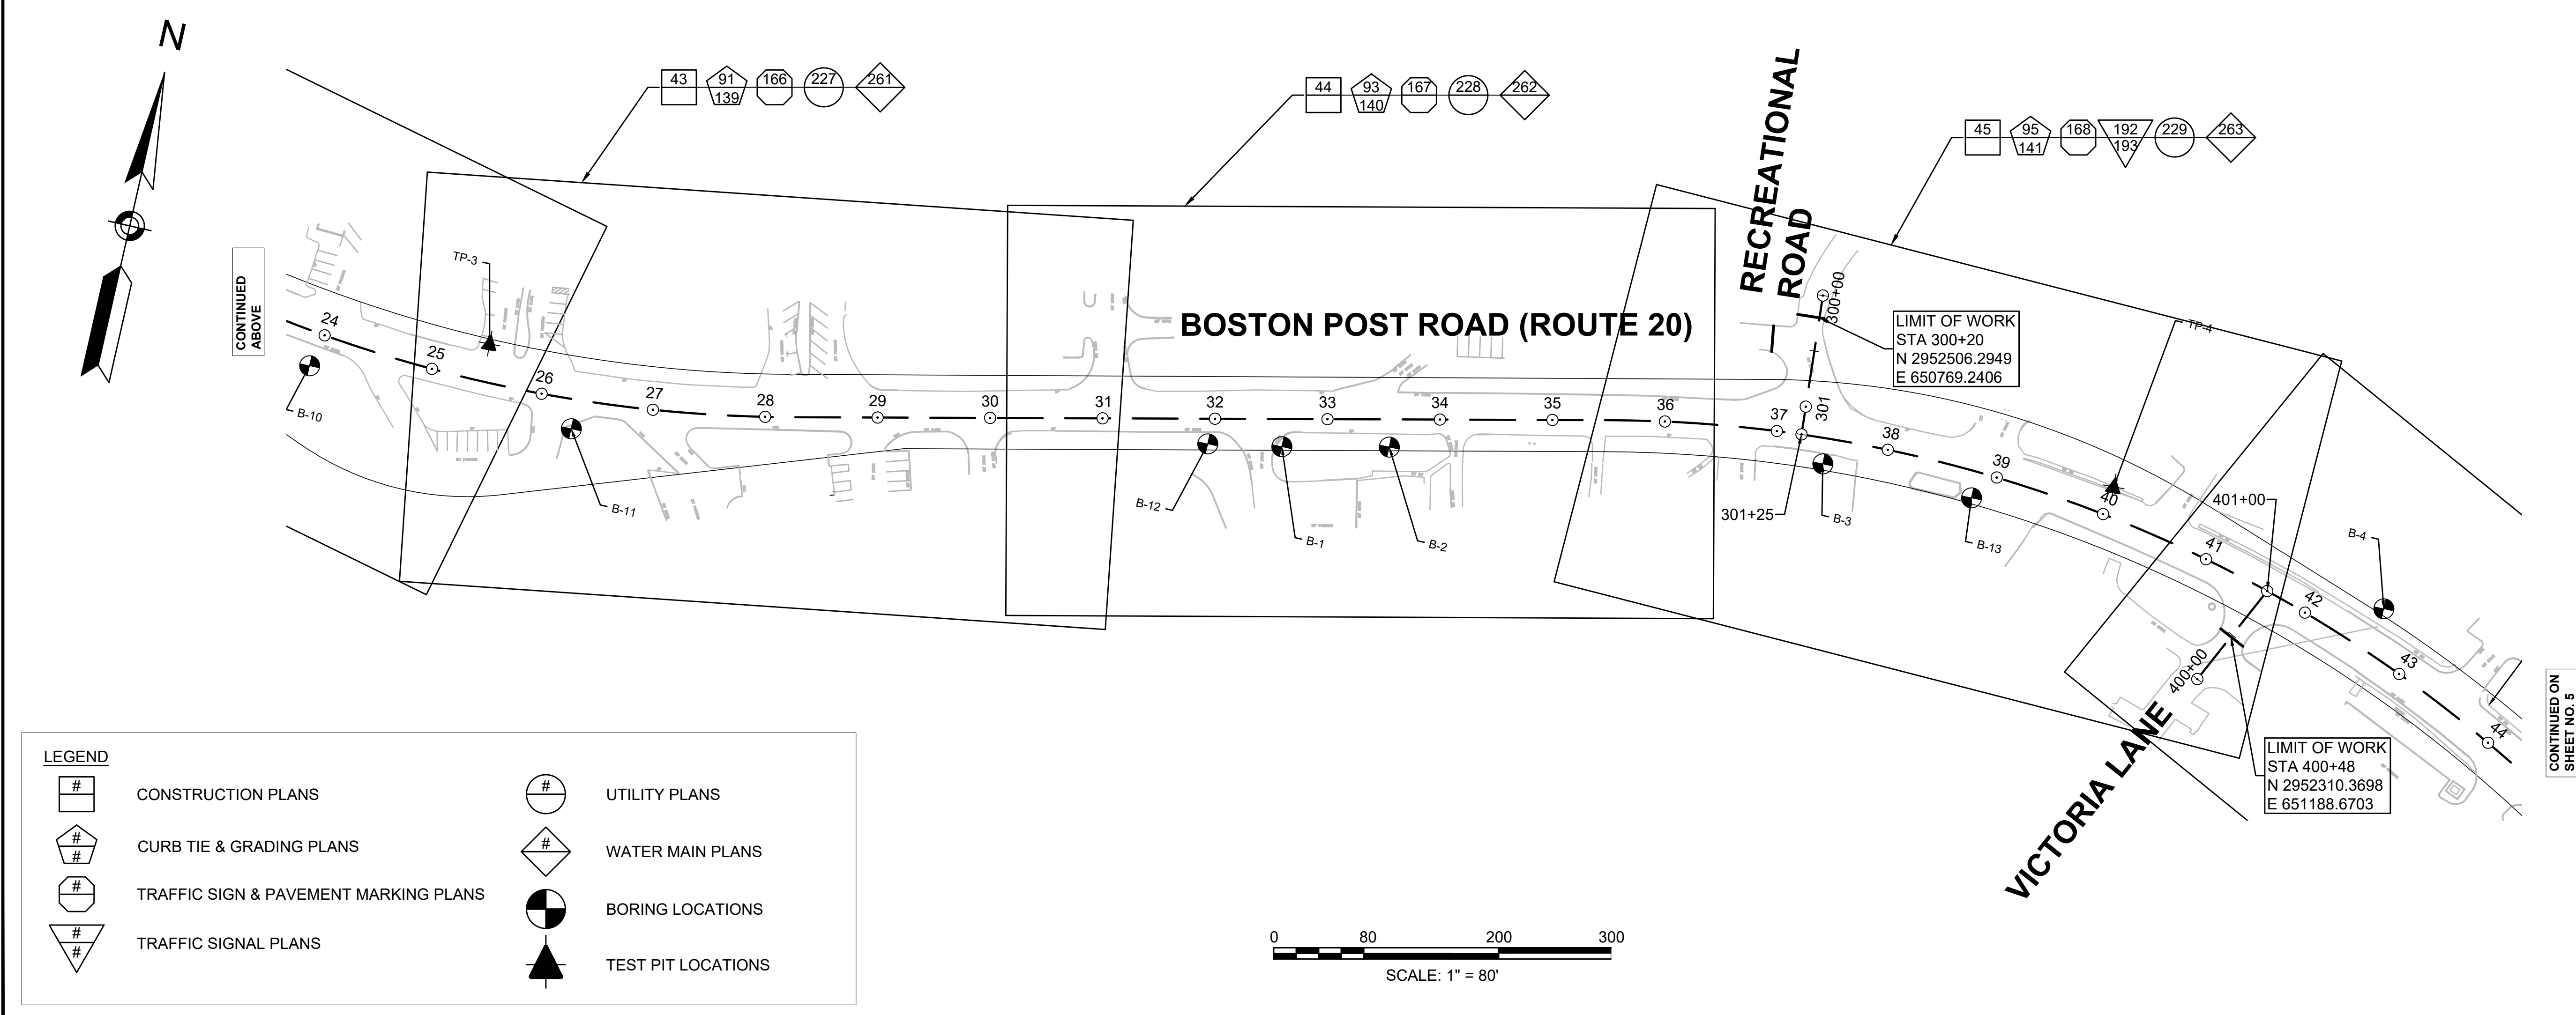 N
43
91
139
166
227
261
44
93
140
167
228
262
45
95
141
168
192
193
229
263
RECREATIONAL
ROAD
BOSTON POST ROAD (ROUTE 20)
CONTINUED
ABOVE
TP-3
300+00
LIMIT OF WORK
STA 300+20
N 2952506.2949
E 650769.2406
TP-4
24
25
26
27
28
29
30
31
32
33
34
35
36
37
301
38
39
40
41
42
43
44
B-10
B-11
B-12
B-1
B-2
301+25
B-3
B-13
401+00
B-4
400+00
VICTORIA LANE
LIMIT OF WORK
STA 400+48
N 2952310.3698
E 651188.6703
CONTINUED ON
SHEET NO. 5
LEGEND
#
CONSTRUCTION PLANS
#
#
CURB TIE & GRADING PLANS
#
TRAFFIC SIGN & PAVEMENT MARKING PLANS
#
#
TRAFFIC SIGNAL PLANS
#
UTILITY PLANS
#
WATER MAIN PLANS
BORING LOCATIONS
TEST PIT LOCATIONS
0 80 200 300
SCALE: 1" = 80'